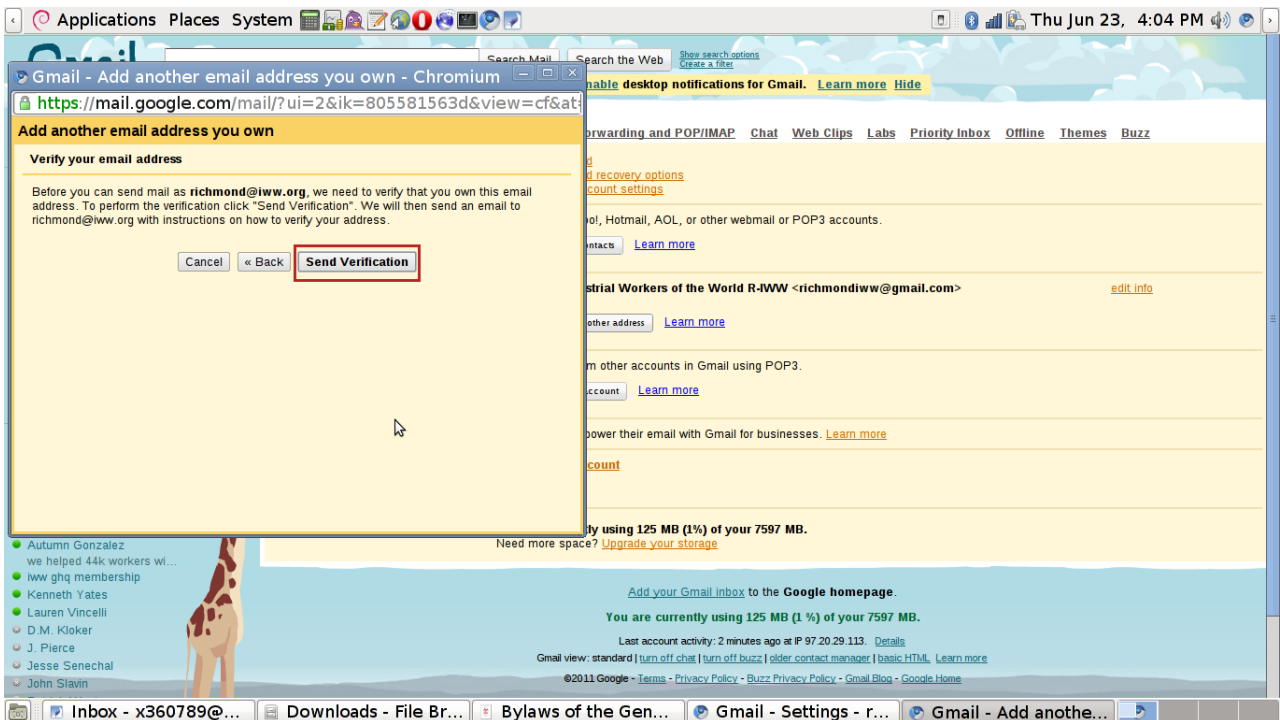 Applications Places System
Thu Jun 23, 4:04 PM
Gmail
Search Mail
Search the Web
Show search options
Create a filter
nable desktop notifications for Gmail. Learn more Hide
Gmail - Add another email address you own - Chromium
https://mail.google.com/mail/?ui=2&ik=805581563d&view=cf&at=
Add another email address you own
Verify your email address
Before you can send mail as richmond@iww.org, we need to verify that you own this email
address. To perform the verification click "Send Verification". We will then send an email to
richmond@iww.org with instructions on how to verify your address.
Cancel
« Back
Send Verification
orwarding and POP/IMAP Chat Web Clips Labs Priority Inbox Offline Themes Buzz
d
d recovery options
count settings
oo!, Hotmail, AOL, or other webmail or POP3 accounts.
ontacts Learn more
strial Workers of the World R-IWW <richmondiww@gmail.com> edit info
other address Learn more
m other accounts in Gmail using POP3.
account Learn more
power their email with Gmail for businesses. Learn more
count
ly using 125 MB (1%) of your 7597 MB.
Need more space? Upgrade your storage
Autumn Gonzalez
we helped 44k workers wi...
iww ghq membership
Kenneth Yates
Lauren Vincelli
D.M. Kloker
J. Pierce
Jesse Senechal
John Slavin
Add your Gmail inbox to the Google homepage.
You are currently using 125 MB (1 %) of your 7597 MB.
Last account activity: 2 minutes ago at IP 97.20.29.113. Details
Gmail view: standard | turn off chat | turn off buzz | older contact manager | basic HTML Learn more
©2011 Google - Terms - Privacy Policy - Buzz Privacy Policy - Gmail Blog - Google Home
Inbox - x360789@...
Downloads - File Br...
Bylaws of the Gen...
Gmail - Settings - r...
Gmail - Add anothe...